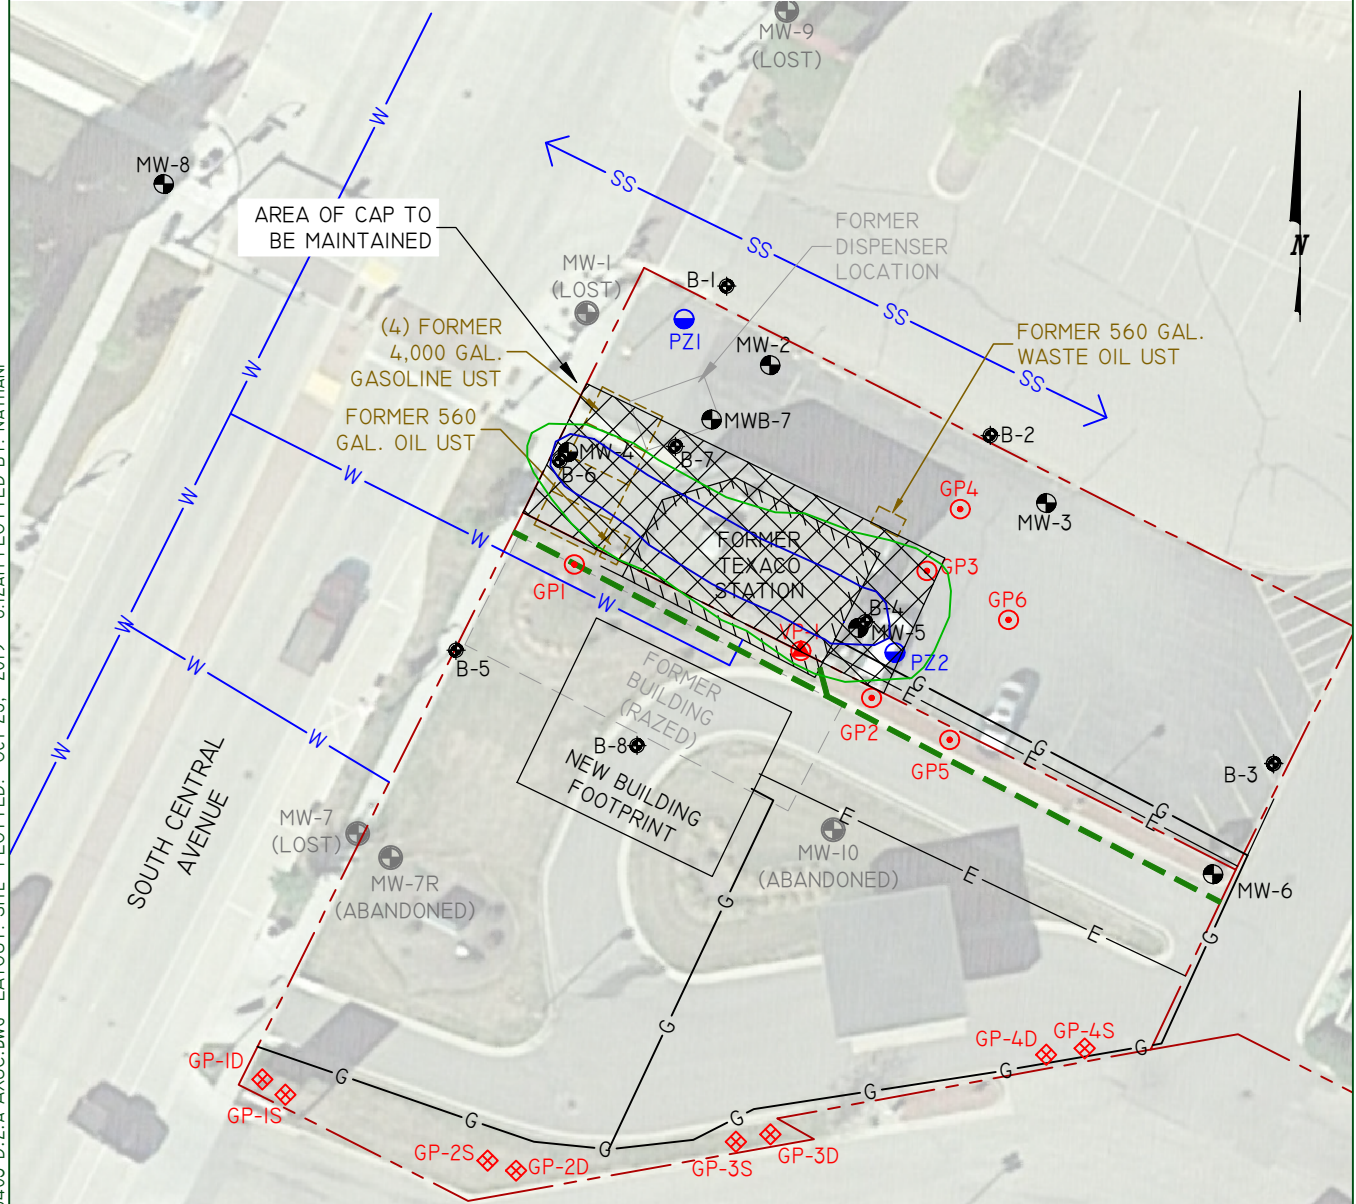 MW-9
(LOST)
W
MW-8
SS
AREA OF CAP TO
BE MAINTAINED
FORMER
DISPENSER
LOCATION
SS
N
MW-1
(LOST)
B-1
SS
PZ1
(4) FORMER
4,000 GAL.
GASOLINE UST
MW-2
FORMER 560 GAL.
WASTE OIL UST
W
SS
FORMER 560
GAL. OIL UST
MWB-7
B-2
MW-4
B-7
B-6
W
W
GP4
MW-3
W
FORMER
TEXACO
STATION
GP3
GP1
W
B-4
GP6
W
VP-1
MW-5
PZ2
W
B-5
FORMER
BUILDING
(RAZED)
G
E
GP2
W
W
B-8
G
E
GP5
B-3
NEW BUILDING
FOOTPRINT
G
E
E
SOUTH CENTRAL
AVENUE
MW-7
(LOST)
MW-10
(ABANDONED)
MW-7R
(ABANDONED)
E
MW-6
G
E
G
G
GP-1D
GP-4D
GP-4S
G
G
G
GP-1S
G
G
G
G
GP-2S
GP-2D
GP-3S
GP-3D